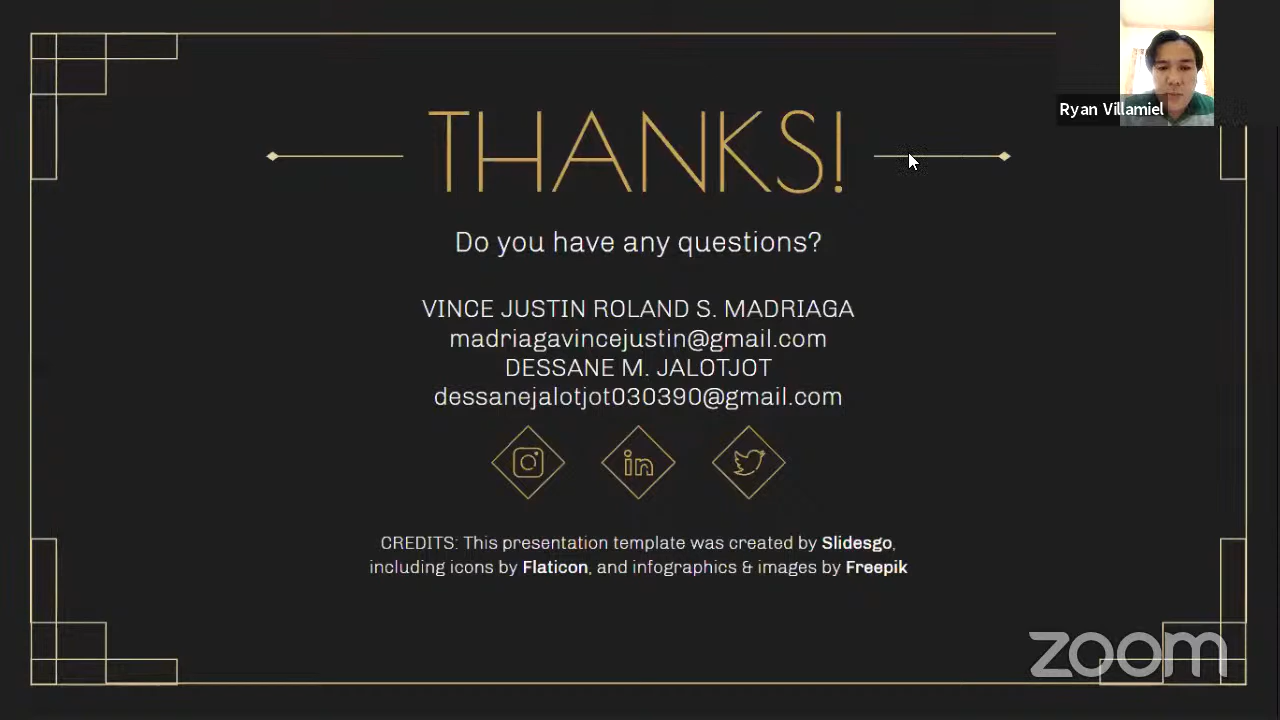 Ryan Villamiel
THANKS!
Do you have any questions?
VINCE JUSTIN ROLAND S. MADRIAGA
madriagavincejustin@gmail.com
DESSANE M. JALOTJOT
dessanejalotjot030390@gmail.com
in
CREDITS: This presentation template was created by Slidesgo,
including icons by Flaticon, and infographics & images by Freepik
zoom